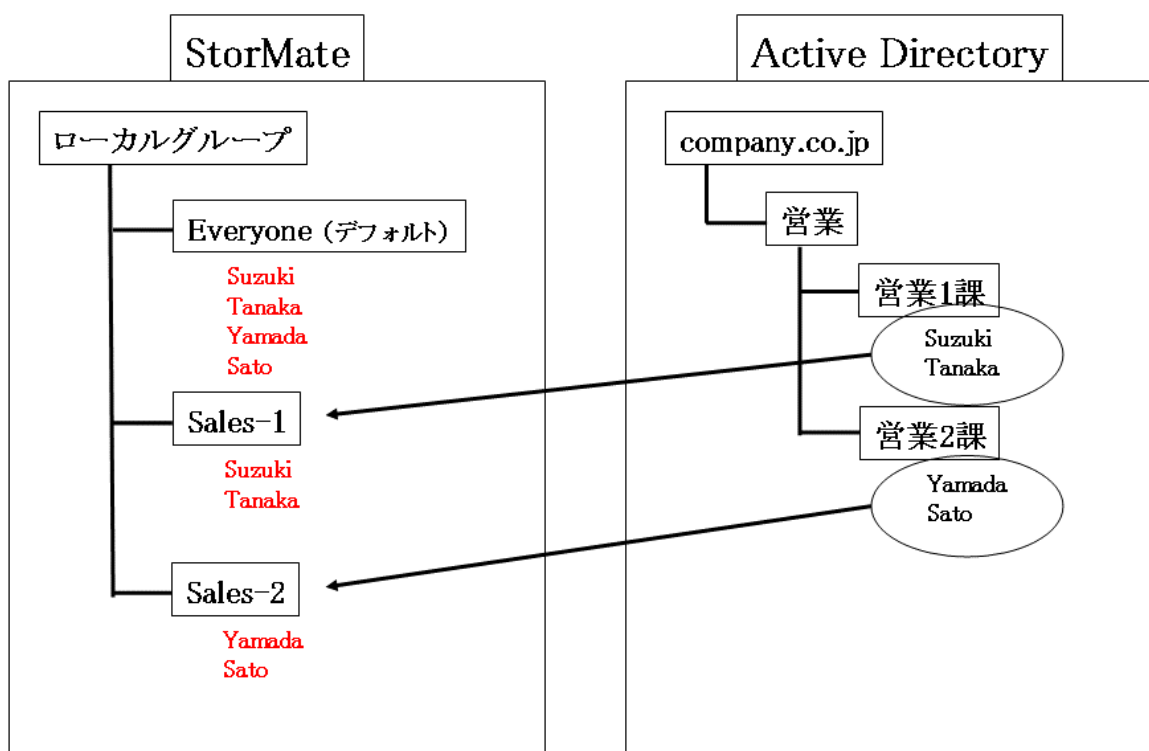 StorMate
ローカルグループ
Everyone（デフォルト）
Suzuki
Tanaka
Yamada
Sato
Sales-1
Suzuki
Tanaka
Sales-2
Yamada
Sato
Active Directory
company.co.jp
営業
営業1課
Suzuki
Tanaka
営業2課
Yamada
Sato